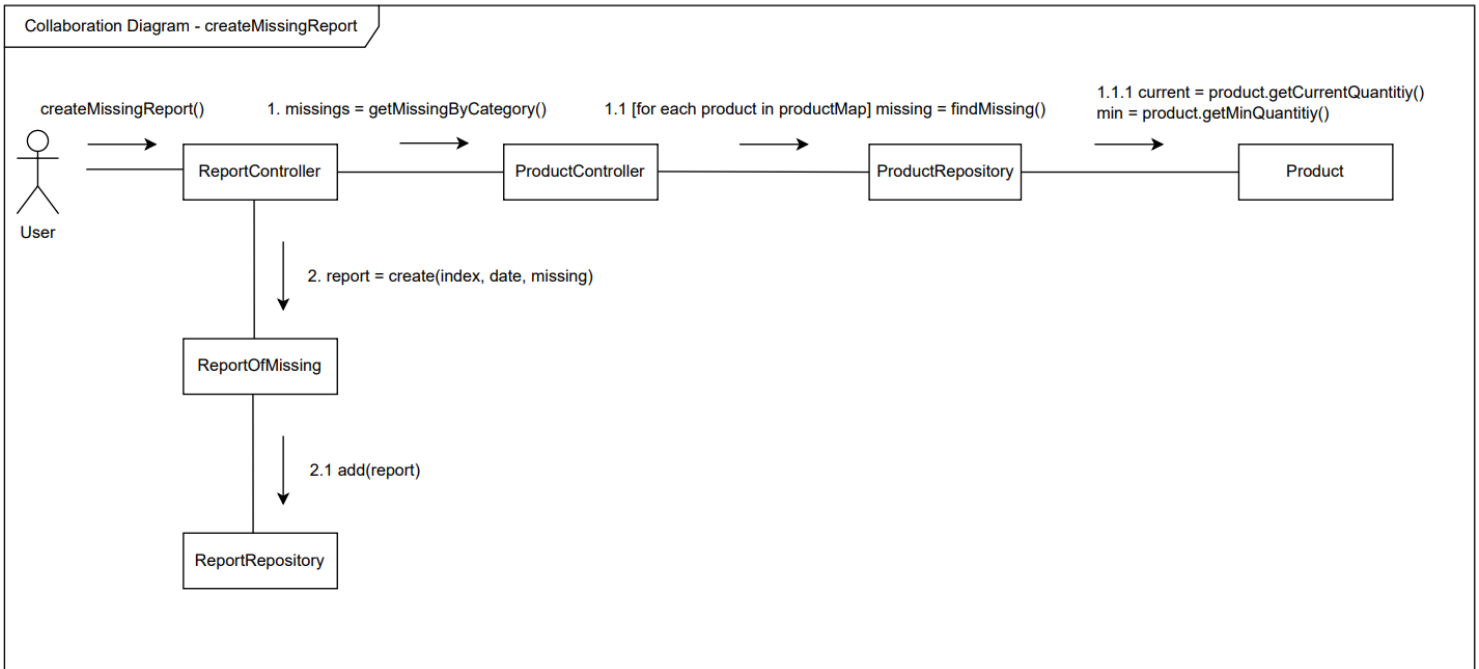 Collaboration Diagram - createMissingReport
createMissingReport()
1. missings = getMissingByCategory()
1.1 [for each product in productMap] missing = findMissing()
1.1.1 current = product.getCurrentQuantitiy()
min = product.getMinQuantitiy()
ReportController
ProductController
ProductRepository
Product
User
2. report = create(index, date, missing)
ReportOfMissing
2.1 add(report)
ReportRepository